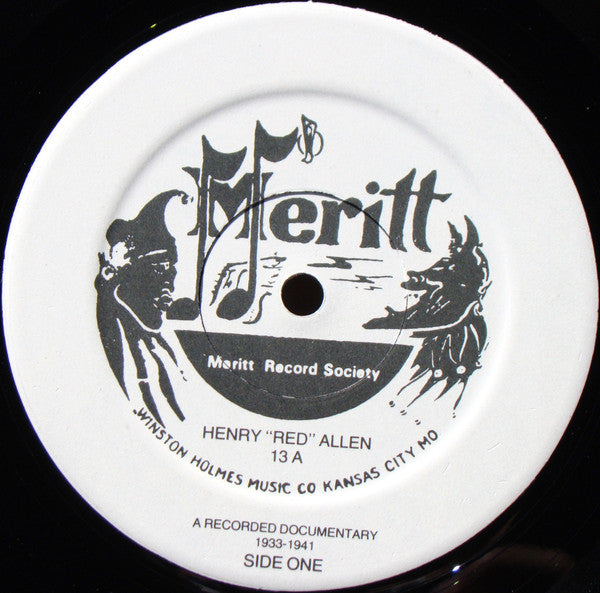 Meritt
Meritt Record Society
HENRY "RED" ALLEN
13 A
WINSTON HOLMES MUSIC CO KANSAS CITY MO
A RECORDED DOCUMENTARY
1933-1941
SIDE ONE